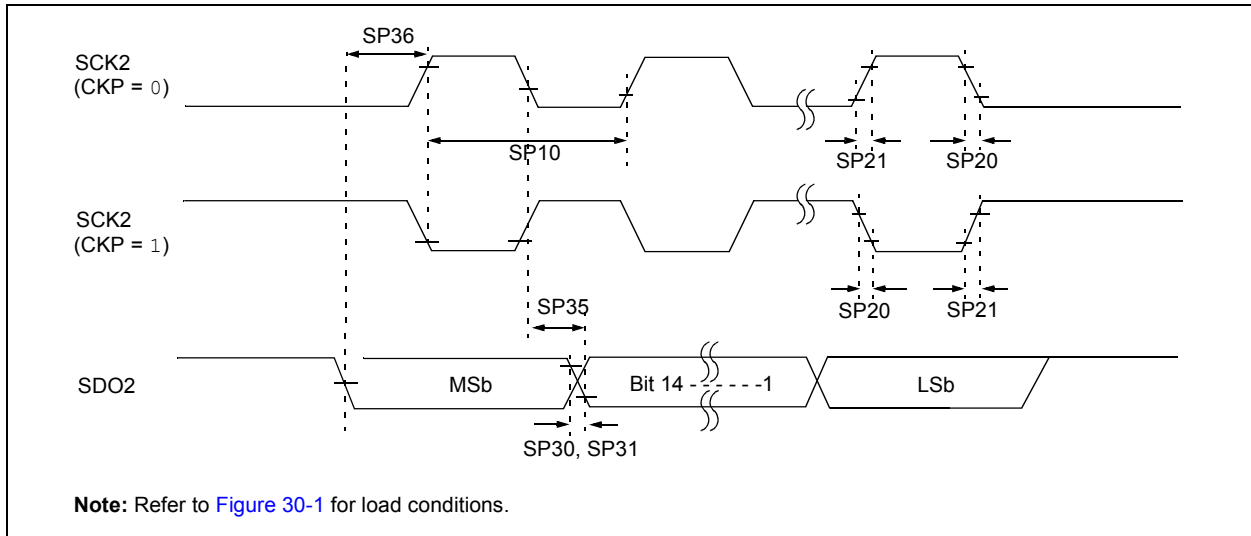 SP36
SCK2
(CKP = 0)
SP10
SP21
SP20
SCK2
(CKP = 1)
SP35
SP20
SP21
SDO2
MSb
Bit 14 - - - - - -1
LSb
SP30, SP31
Note: Refer to Figure 30-1 for load conditions.